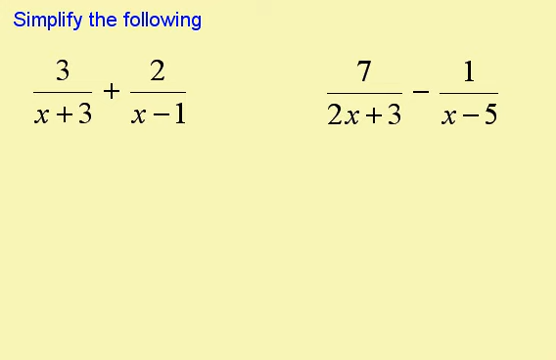 Simplify the following
3/(x+3) + 2/(x−1)
7/(2x+3) − 1/(x−5)